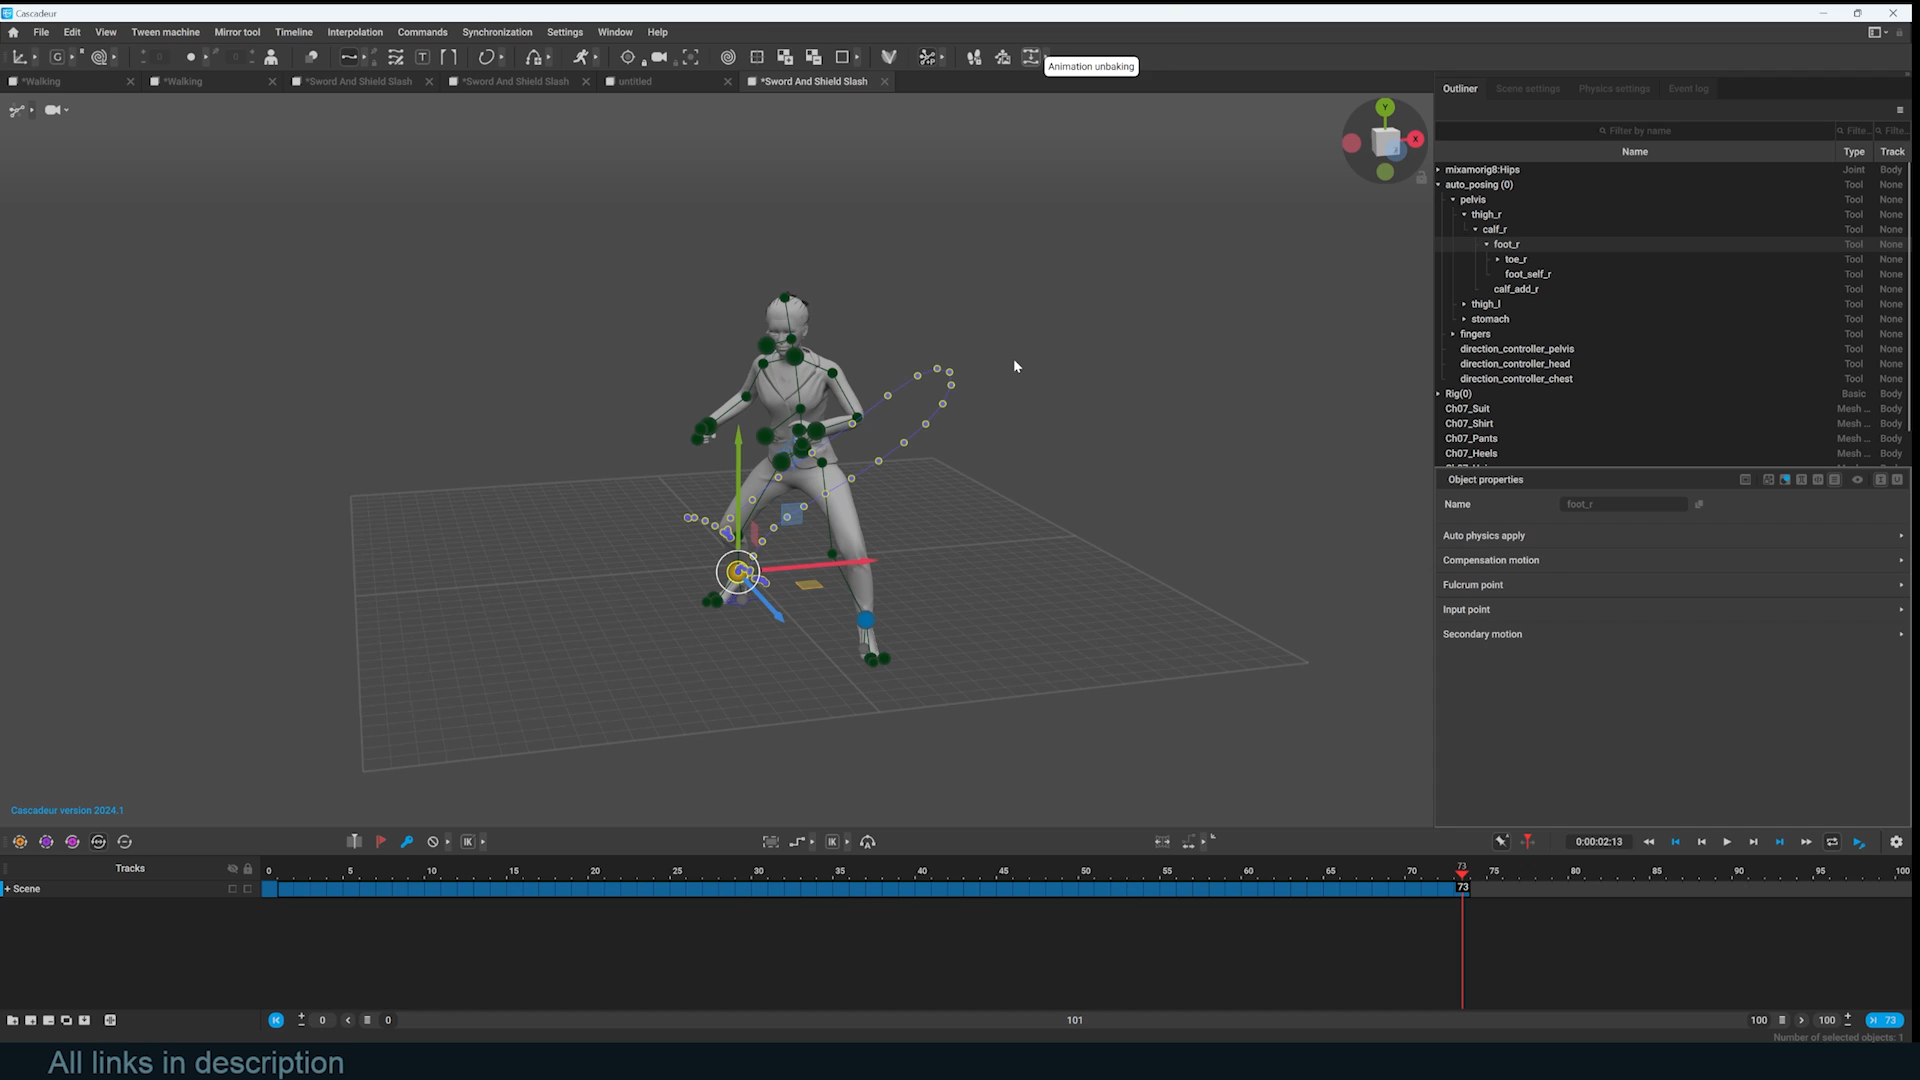 Cascadeur
File Edit View Tween machine Mirror tool Timeline Interpolation Commands Synchronization Settings Window Help
Animation unbaking
*Walking *Walking *Sword And Shield Slash *Sword And Shield Slash untitled *Sword And Shield Slash
Outliner Scene settings Physics settings Event log
Filter by name Filte... Filte...
Name Type Track
mixamorig8:Hips Joint Body
auto_posing (0) Tool None
pelvis Tool None
thigh_r Tool None
calf_r Tool None
foot_r Tool None
toe_r Tool None
foot_self_r Tool None
calf_add_r Tool None
thigh_l Tool None
stomach Tool None
fingers Tool None
direction_controller_pelvis Tool None
direction_controller_head Tool None
direction_controller_chest Tool None
Rig(0) Basic Body
Ch07_Suit Mesh ... Body
Ch07_Shirt Mesh ... Body
Ch07_Pants Mesh ... Body
Ch07_Heels Mesh ... Body
Object properties
Name foot_r
Auto physics apply
Compensation motion
Fulcrum point
Input point
Secondary motion
Y
X
Cascadeur version 2024.1
IK IK 0:00:02:13
Tracks 0 5 10 15 20 25 30 35 40 45 50 55 60 65 70 73 75 80 85 90 95 100
+ Scene 73
0 0 101 100 100 73
Number of selected objects: 1
All links in description